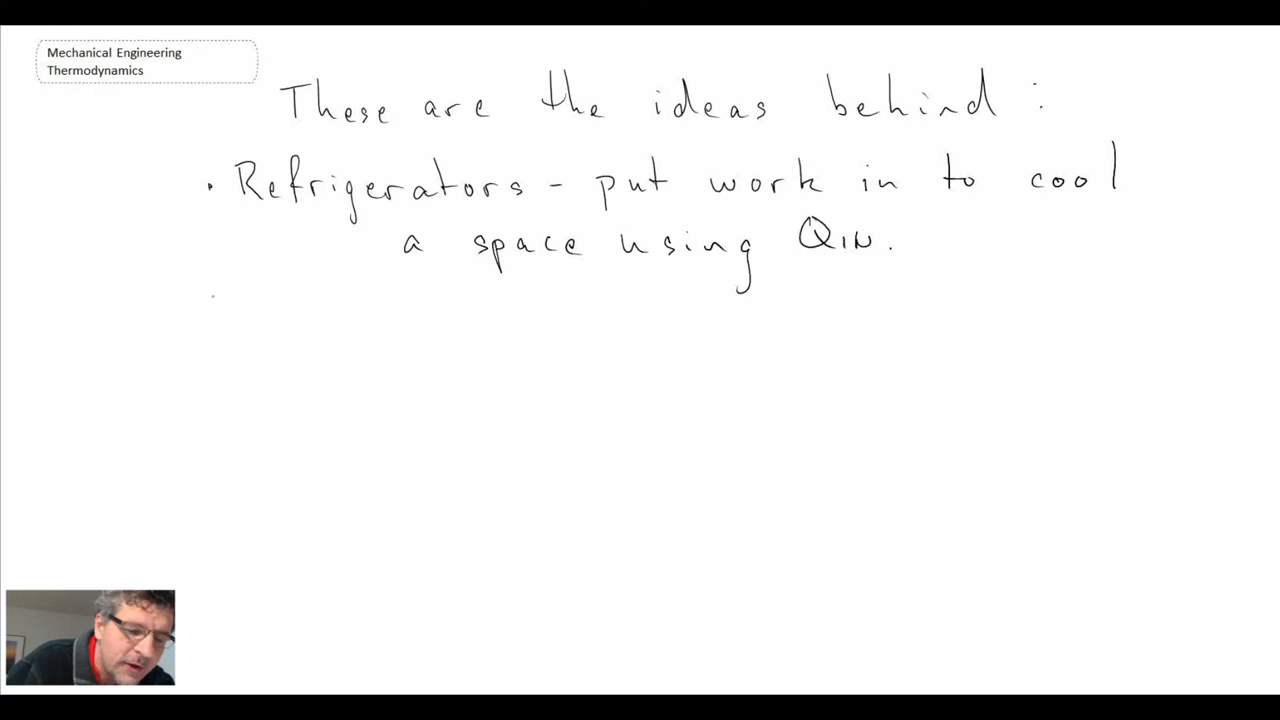 Mechanical Engineering
Thermodynamics
These are the ideas behind :
• Refrigerators - put work in to cool
a space using QIN.